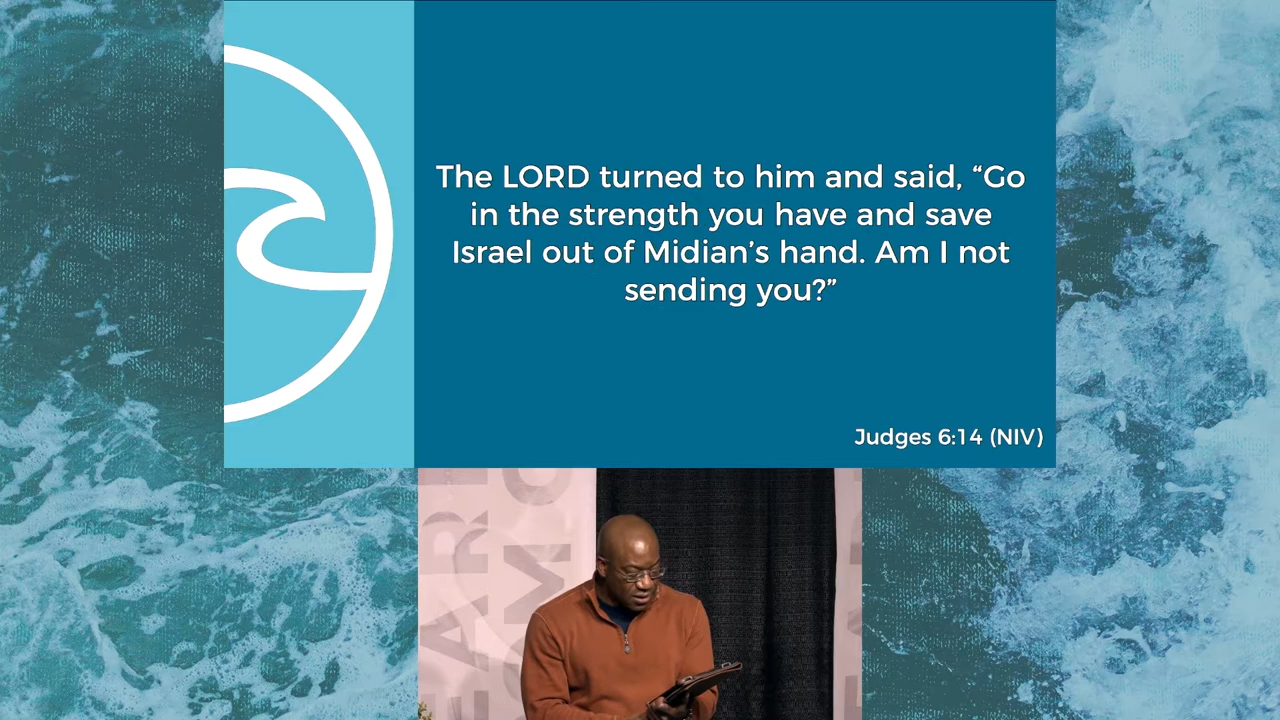 The LORD turned to him and said, “Go
in the strength you have and save
Israel out of Midian’s hand. Am I not
sending you?”
Judges 6:14 (NIV)